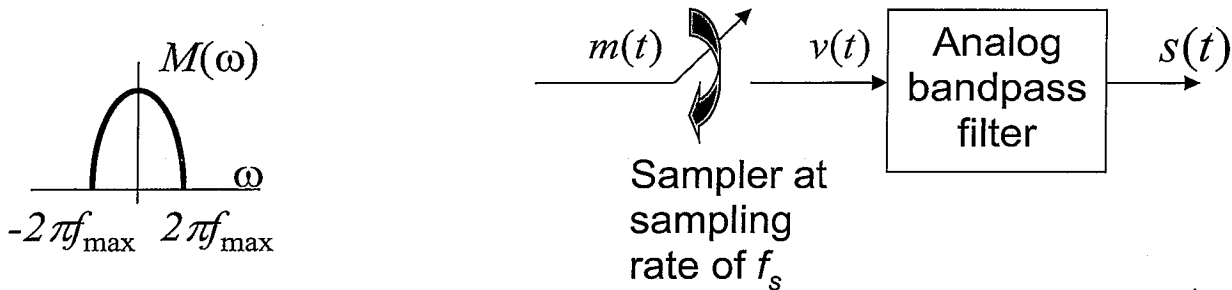 M(ω)
ω
-2πf_max 2πf_max
m(t)
v(t)
Analog
bandpass
filter
s(t)
Sampler at
sampling
rate of f_s